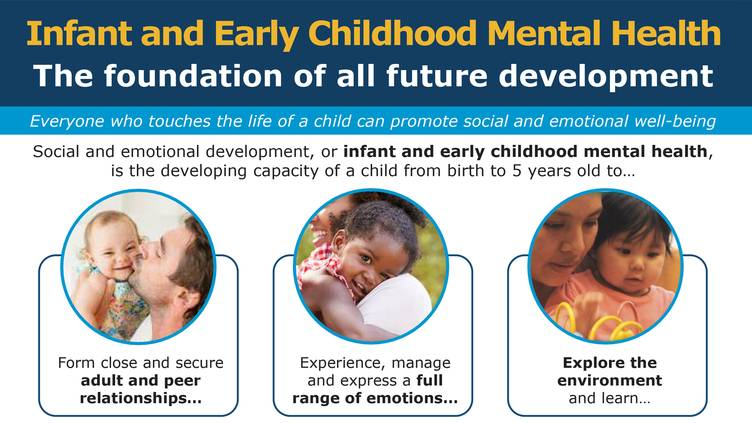 Infant and Early Childhood Mental Health
The foundation of all future development
Everyone who touches the life of a child can promote social and emotional well-being
Social and emotional development, or infant and early childhood mental health,
is the developing capacity of a child from birth to 5 years old to…
Form close and secure
adult and peer
relationships…
Experience, manage
and express a full
range of emotions…
Explore the
environment
and learn…